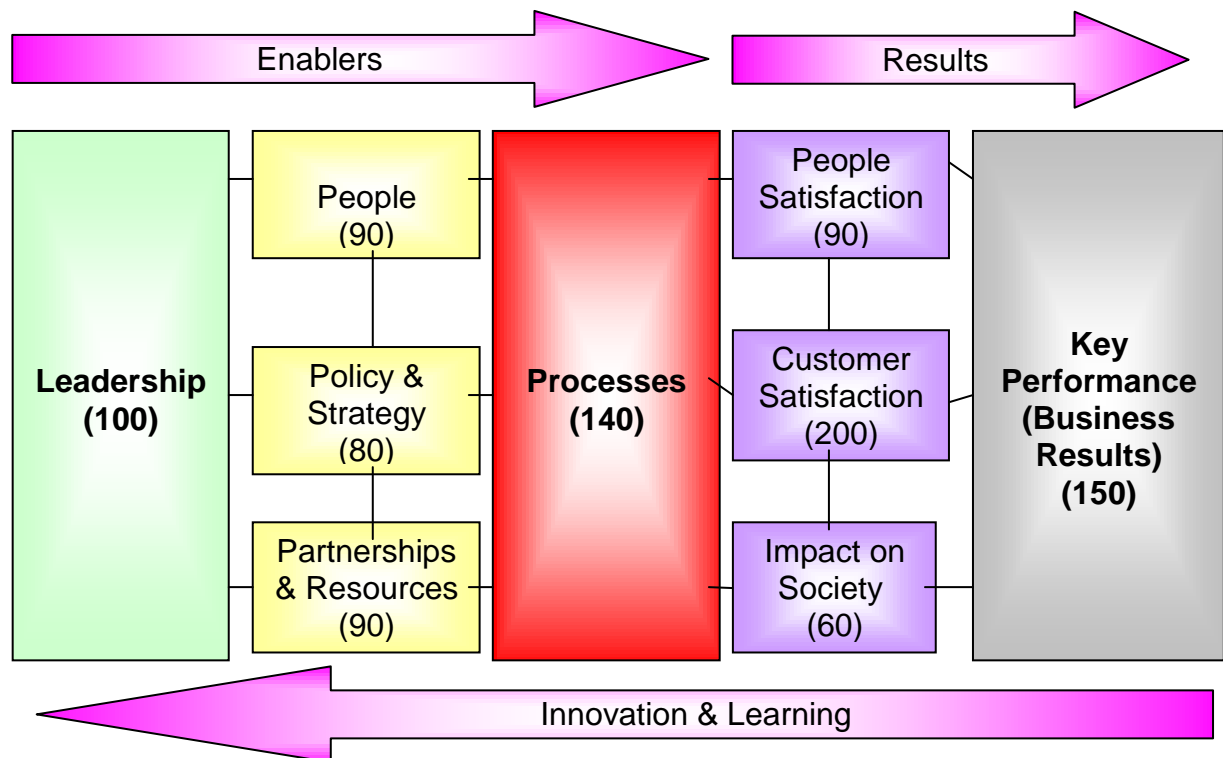 Enablers
Results
Leadership
(100)
People
(90)
Policy &
Strategy
(80)
Partnerships
& Resources
(90)
Processes
(140)
People
Satisfaction
(90)
Customer
Satisfaction
(200)
Impact on
Society
(60)
Key
Performance
(Business
Results)
(150)
Innovation & Learning